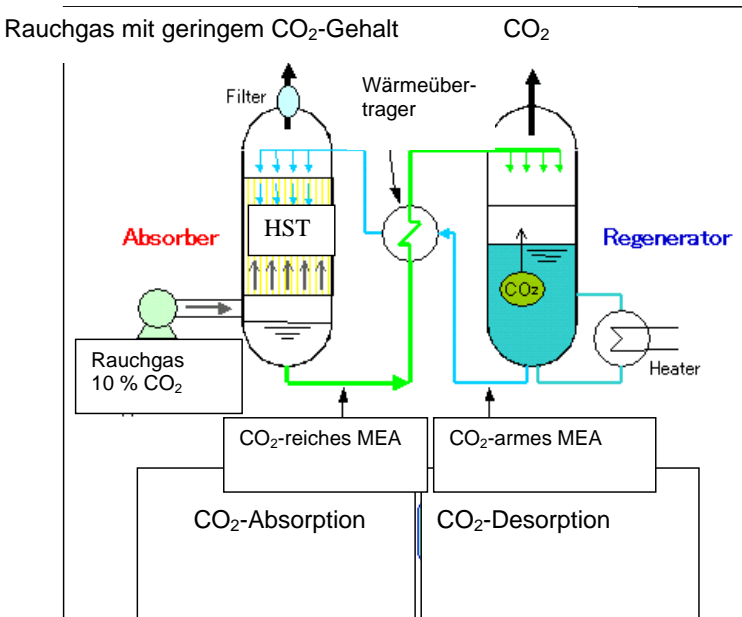 Rauchgas mit geringem CO₂-Gehalt
CO₂
Filter
Wärmeüber-
trager
Absorber
HST
Regenerator
CO₂
Rauchgas
10 % CO₂
Heater
CO₂-reiches MEA
CO₂-armes MEA
CO₂-Absorption
CO₂-Desorption